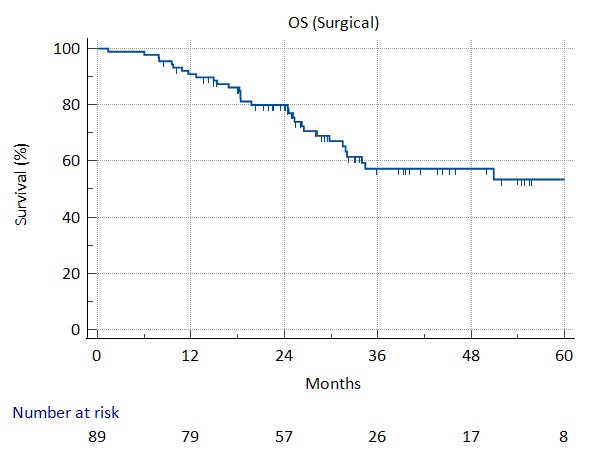 OS (Surgical)
100
80
60
40
20
0
Survival (%)
0 12 24 36 48 60
Months
Number at risk
89 79 57 26 17 8